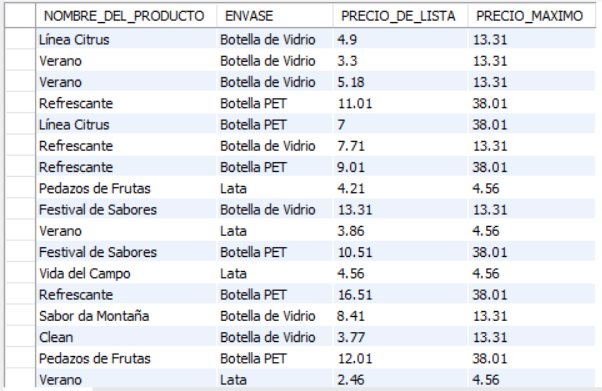 NOMBRE_DEL_PRODUCTO ENVASE PRECIO_DE_LISTA PRECIO_MAXIMO
Línea Citrus Botella de Vidrio 4.9 13.31
Verano Botella de Vidrio 3.3 13.31
Verano Botella de Vidrio 5.18 13.31
Refrescante Botella PET 11.01 38.01
Línea Citrus Botella PET 7 38.01
Refrescante Botella de Vidrio 7.71 13.31
Refrescante Botella PET 9.01 38.01
Pedazos de Frutas Lata 4.21 4.56
Festival de Sabores Botella de Vidrio 13.31 13.31
Verano Lata 3.86 4.56
Festival de Sabores Botella PET 10.51 38.01
Vida del Campo Lata 4.56 4.56
Refrescante Botella PET 16.51 38.01
Sabor da Montaña Botella de Vidrio 8.41 13.31
Clean Botella de Vidrio 3.77 13.31
Pedazos de Frutas Botella PET 12.01 38.01
Verano Lata 2.46 4.56